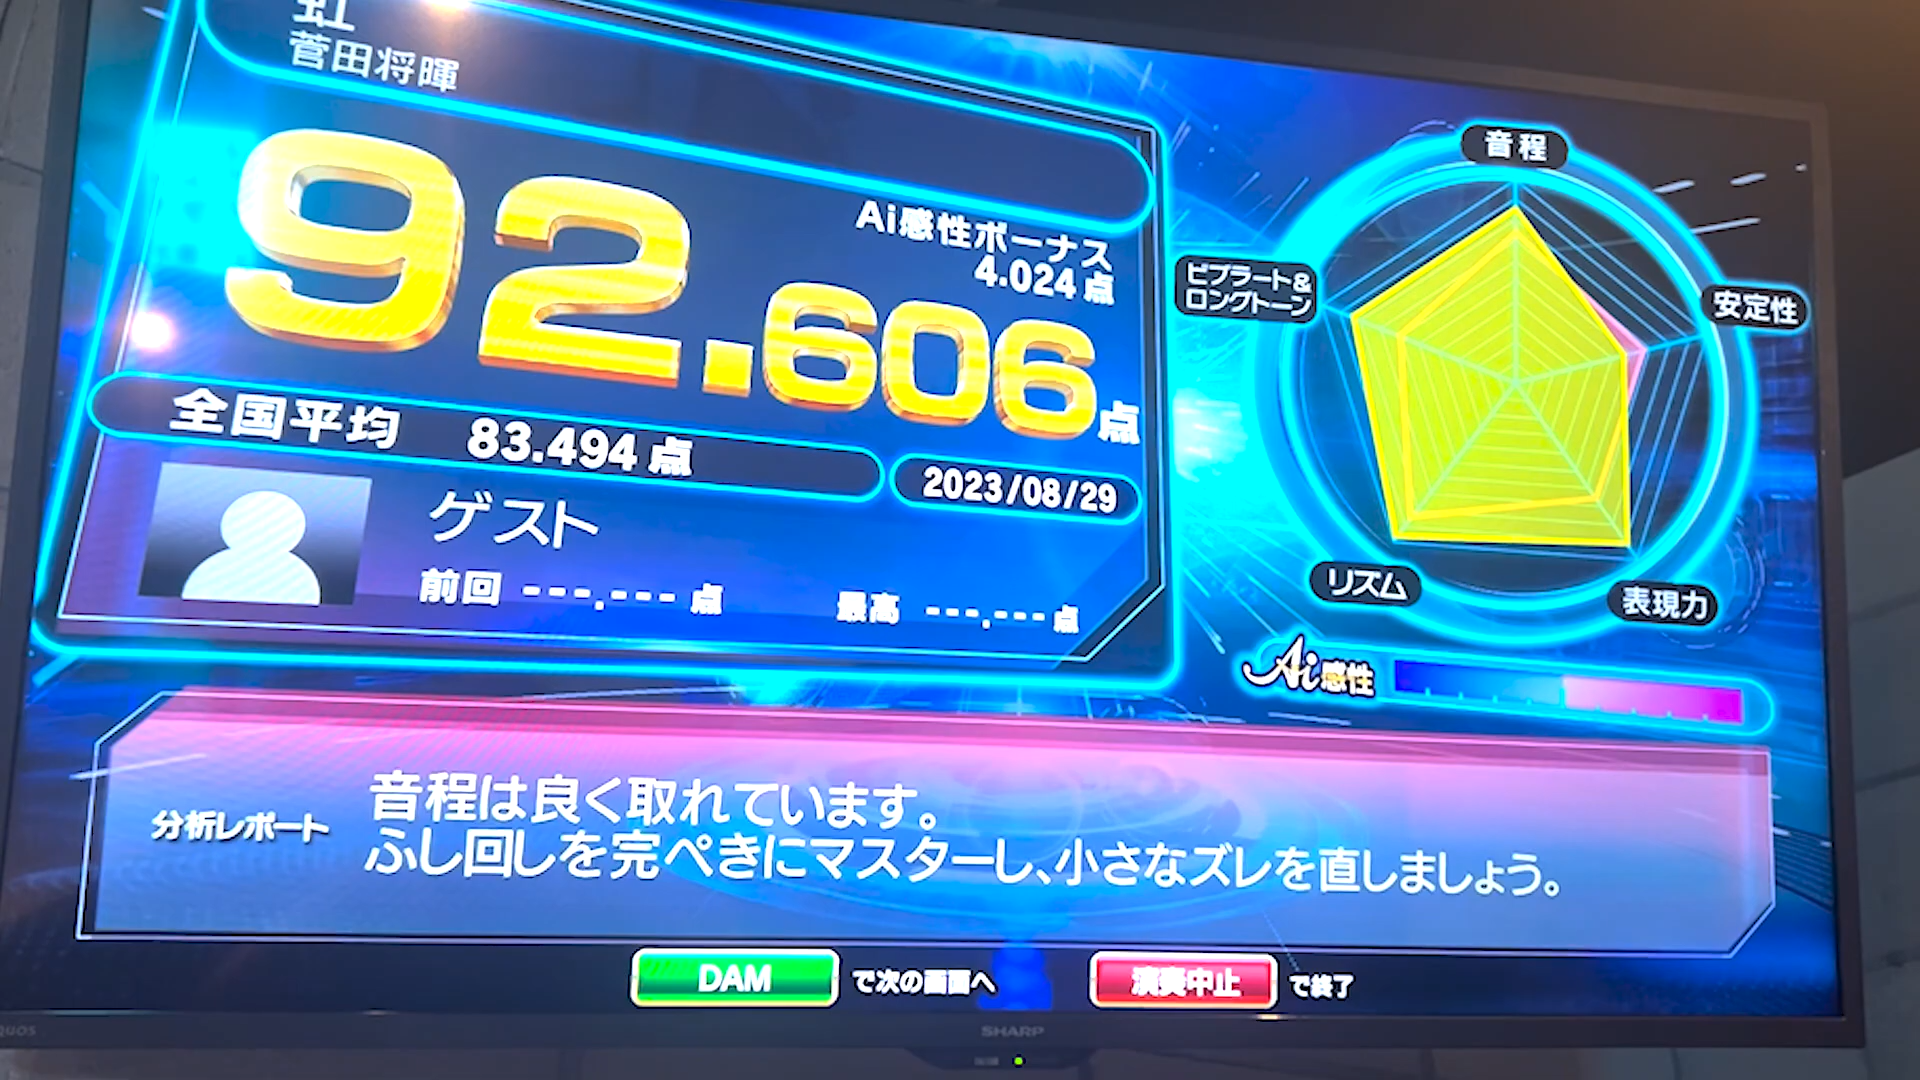 虹
菅田将暉
92.606点
Ai感性ボーナス
4.024点
全国平均 83.494点
2023/08/29
ゲスト
前回 ---.---点
最高 ---.---点
音程
安定性
表現力
リズム
ビブラート&
ロングトーン
Ai感性
分析レポート
音程は良く取れています。
ふし回しを完ぺきにマスターし、小さなズレを直しましょう。
DAM で次の画面へ
演奏中止 で終了
SHARP